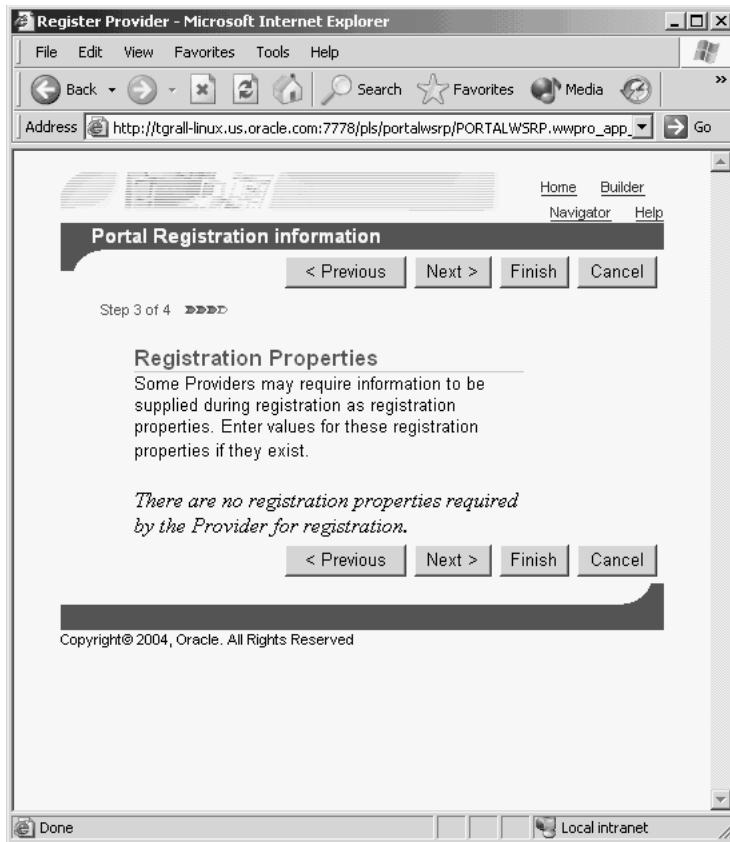 Register Provider - Microsoft Internet Explorer
File Edit View Favorites Tools Help
Back Search Favorites Media »
Address http://tgrall-linux.us.oracle.com:7778/pls/portalwsrp/PORTALWSRP.wwpro_app_ Go
Home Builder
Navigator Help
Portal Registration information
< Previous Next > Finish Cancel
Step 3 of 4
Registration Properties
Some Providers may require information to be
supplied during registration as registration
properties. Enter values for these registration
properties if they exist.
There are no registration properties required
by the Provider for registration.
< Previous Next > Finish Cancel
Copyright© 2004, Oracle. All Rights Reserved
Done Local intranet